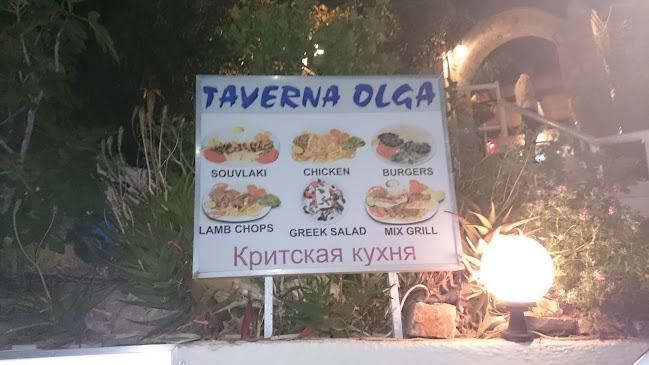 TAVERNA OLGA
SOUVLAKI CHICKEN BURGERS
LAMB CHOPS GREEK SALAD MIX GRILL
Критская кухня